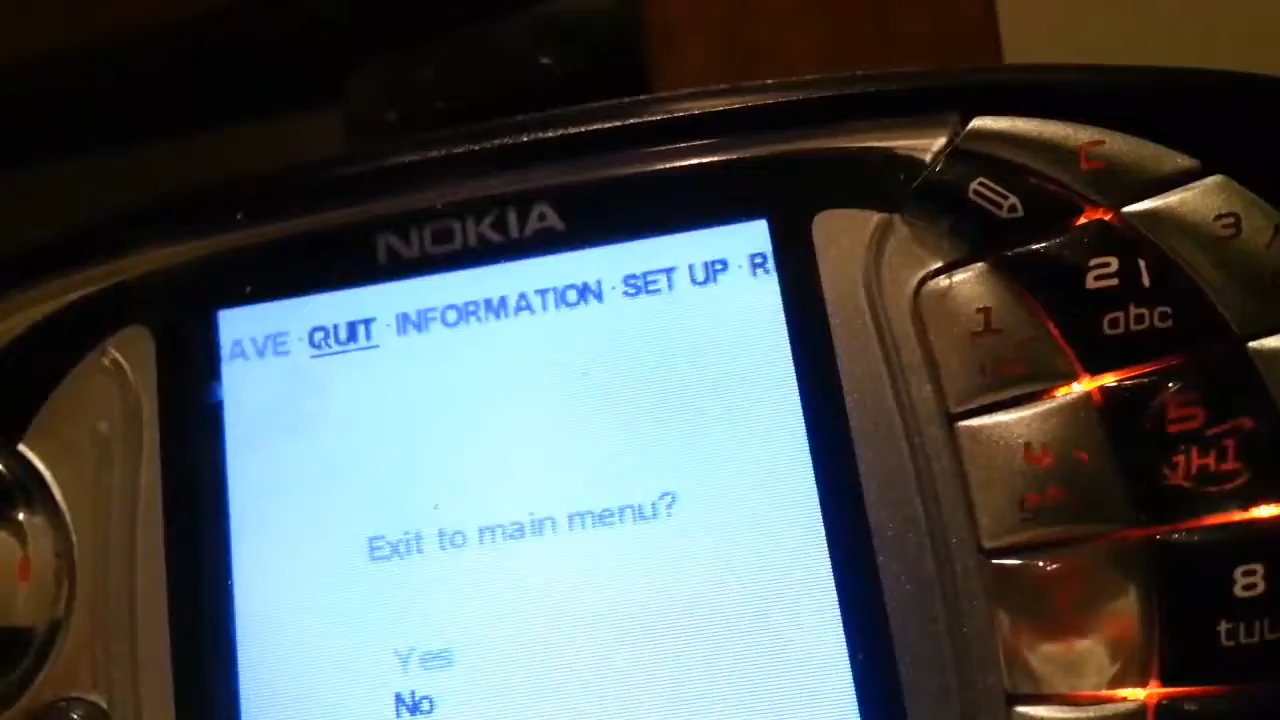 NOKIA
AVE · QUIT · INFORMATION · SET UP · R
Exit to main menu?
Yes
No
C
3
2
abc
1
5
jkl
4
8
tuv